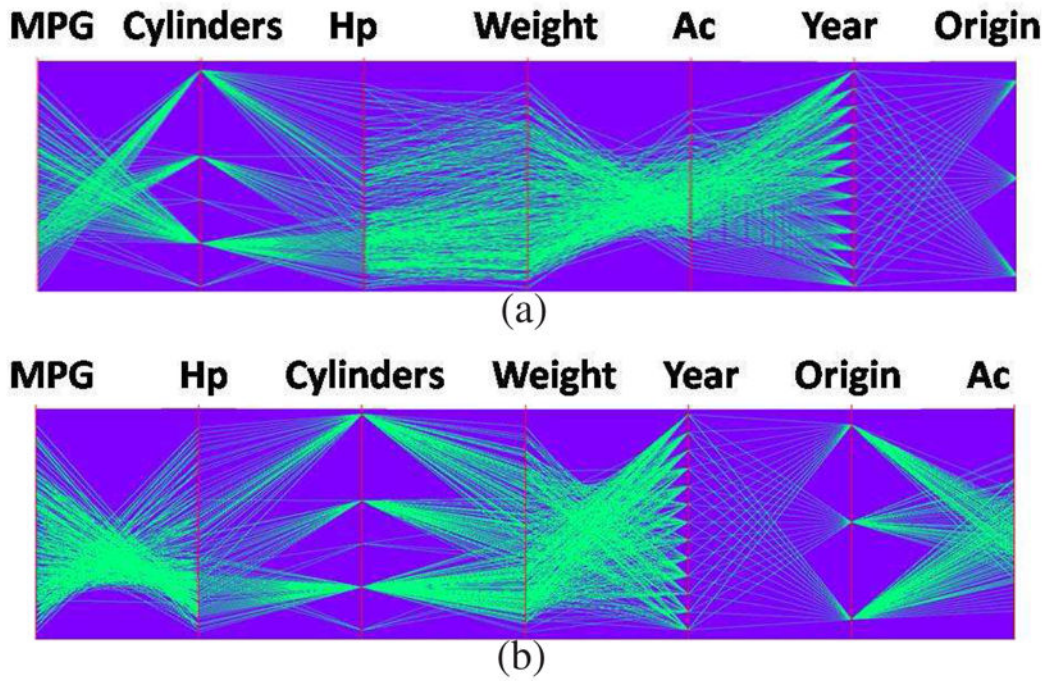 MPG Cylinders Hp Weight Ac Year Origin
(a)
MPG Hp Cylinders Weight Year Origin Ac
(b)